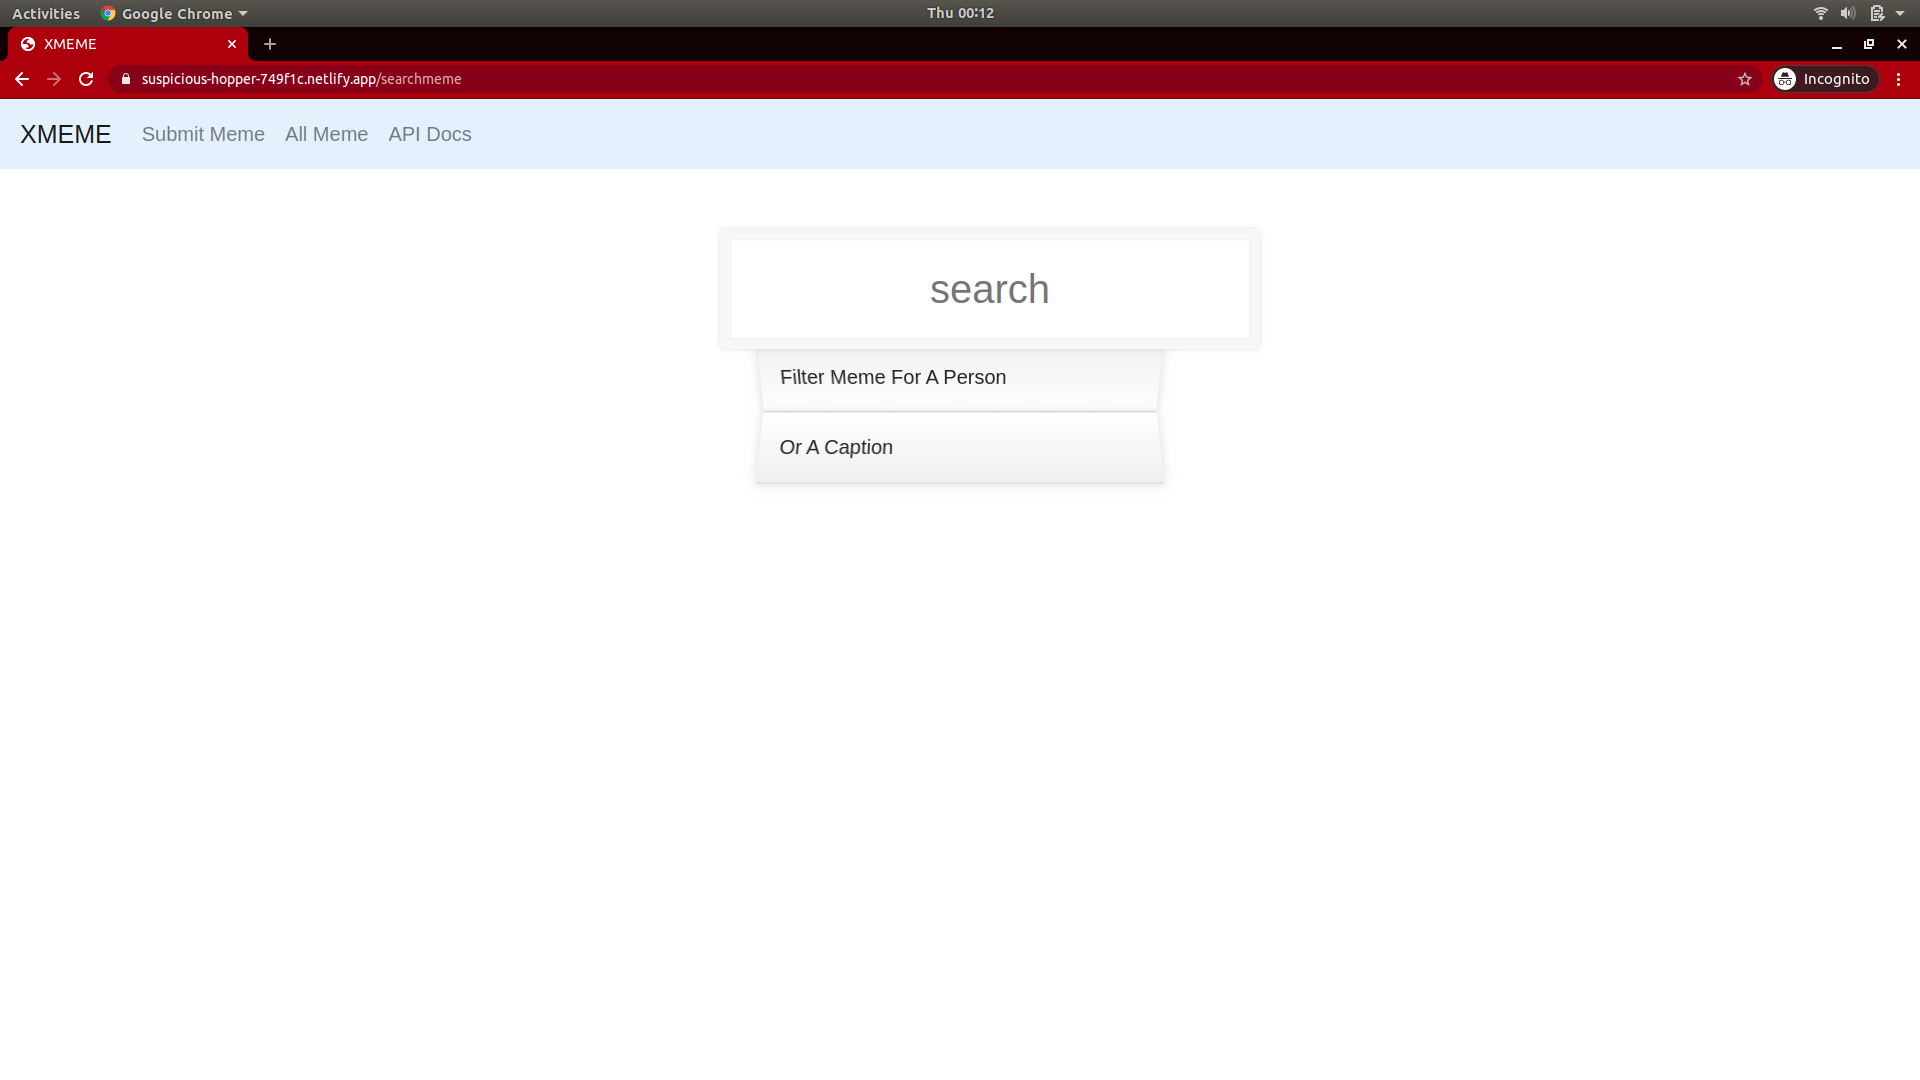 Activities Google Chrome Thu 00:12
XMEME
suspicious-hopper-749f1c.netlify.app/searchmeme Incognito
XMEME Submit Meme All Meme API Docs
search
Filter Meme For A Person
Or A Caption